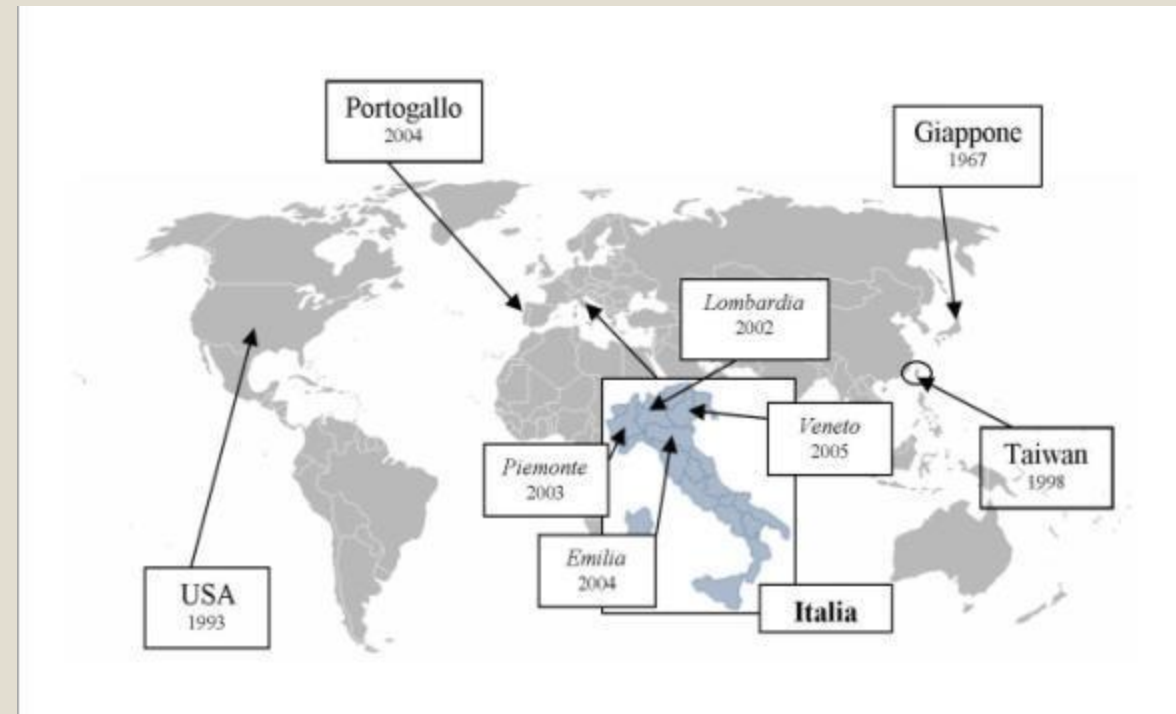 Portogallo
2004
Giappone
1967
Lombardia
2002
Veneto
2005
Piemonte
2003
Taiwan
1998
Emilia
2004
USA
1993
Italia